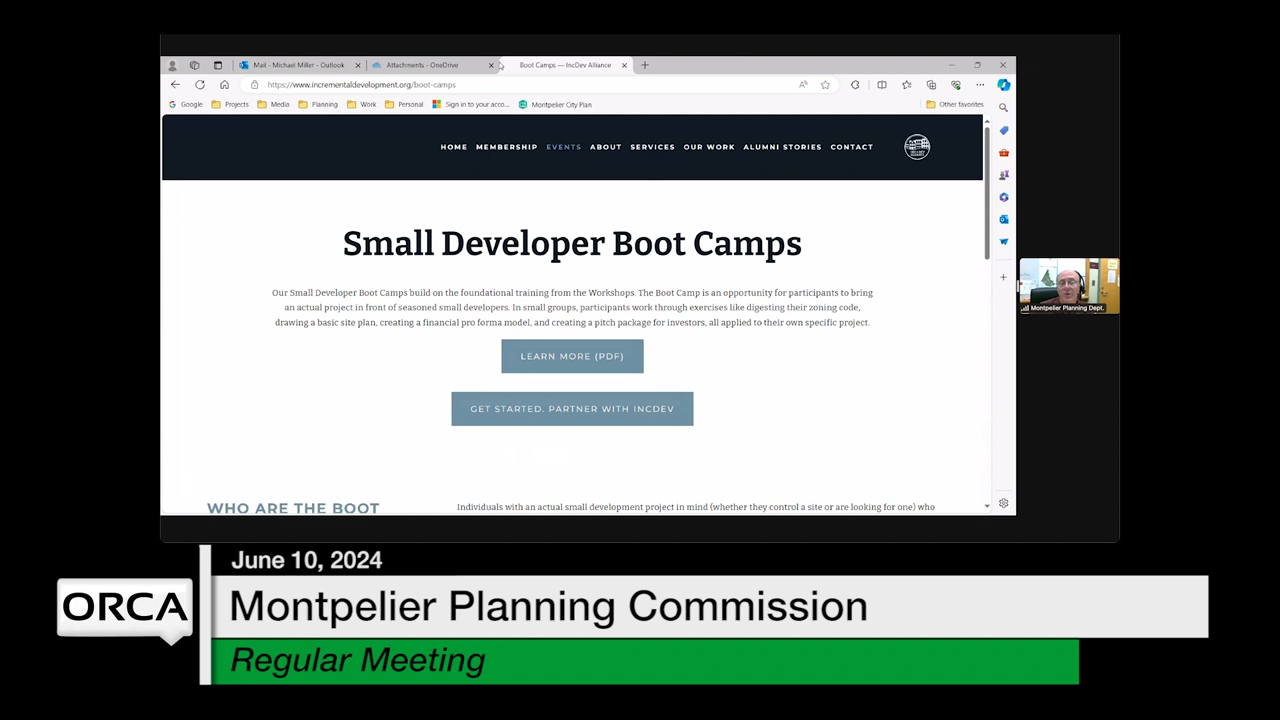 Mail - Michael Miller - Outlook
Attachments - OneDrive
Boot Camps — IncDev Alliance
https://www.incrementaldevelopment.org/boot-camps
Google Projects Media Planning Work Personal Sign in to your acco... Montpelier City Plan Other favorites
HOME MEMBERSHIP EVENTS ABOUT SERVICES OUR WORK ALUMNI STORIES CONTACT
Small Developer Boot Camps
Our Small Developer Boot Camps build on the foundational training from the Workshops. The Boot Camp is an opportunity for participants to bring
an actual project in front of seasoned small developers. In small groups, participants work through exercises like digesting their zoning code,
drawing a basic site plan, creating a financial pro forma model, and creating a pitch package for investors, all applied to their own specific project.
LEARN MORE (PDF)
GET STARTED. PARTNER WITH INCDEV
WHO ARE THE BOOT
Individuals with an actual small development project in mind (whether they control a site or are looking for one) who
Montpelier Planning Dept.
June 10, 2024
ORCA
Montpelier Planning Commission
Regular Meeting